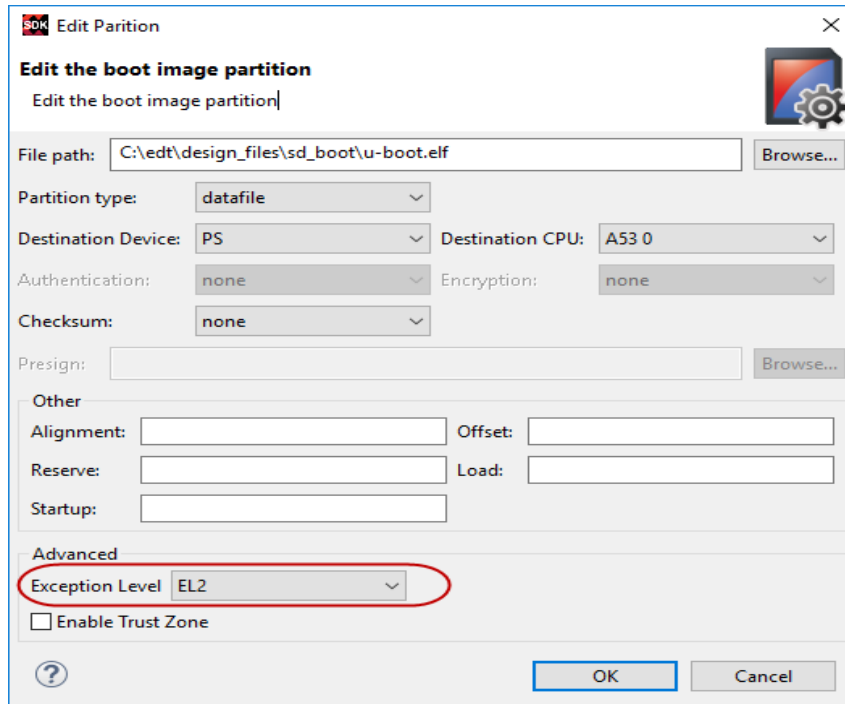 SDK Edit Parition
Edit the boot image partition
Edit the boot image partition
File path: C:\edt\design_files\sd_boot\u-boot.elf Browse...
Partition type: datafile
Destination Device: PS Destination CPU: A53 0
Authentication: none Encryption: none
Checksum: none
Presign: Browse...
Other
Alignment: Offset:
Reserve: Load:
Startup:
Advanced
Exception Level EL2
Enable Trust Zone
? OK Cancel